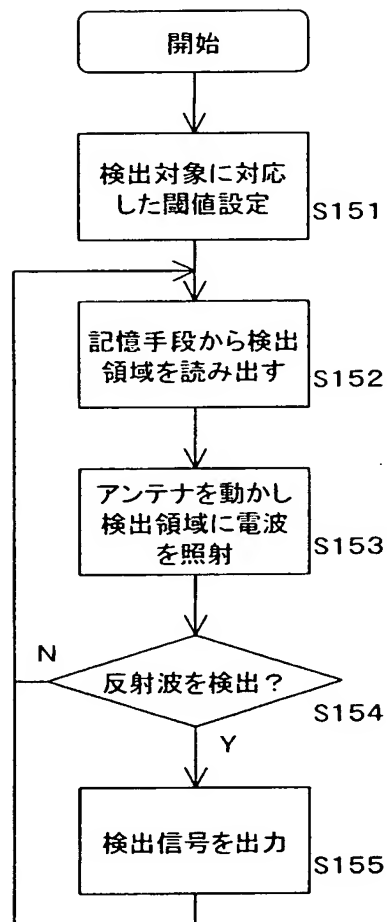 開始
検出対象に対応
した閾値設定
S151
記憶手段から検出
領域を読み出す
S152
アンテナを動かし
検出領域に電波
を照射
S153
N
反射波を検出？
S154
Y
検出信号を出力
S155